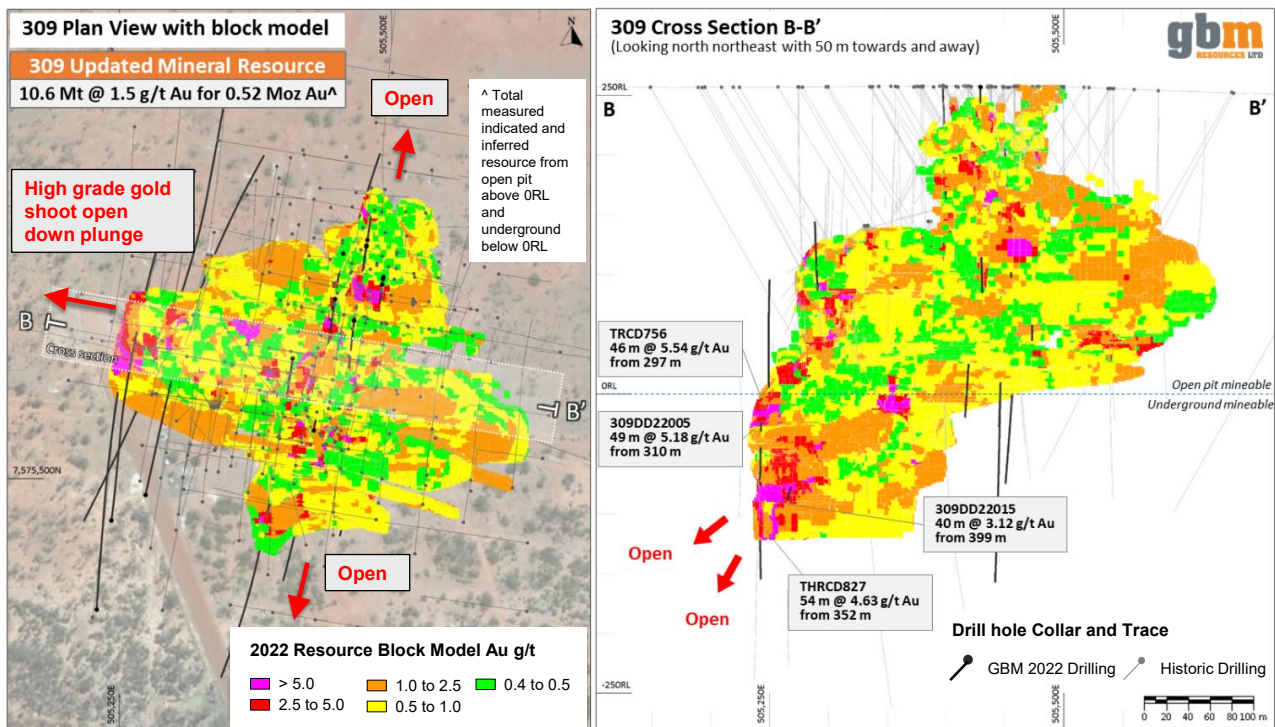 309 Plan View with block model
309 Updated Mineral Resource
10.6 Mt @ 1.5 g/t Au for 0.52 Moz Au^
505,500E
N
Open
^ Total
measured
indicated and
inferred
resource from
open pit
above 0RL
and
underground
below 0RL
High grade gold
shoot open
down plunge
B
Cross section
B'
7,575,500N
Open
505,250E
2022 Resource Block Model Au g/t
> 5.0
1.0 to 2.5
0.4 to 0.5
2.5 to 5.0
0.5 to 1.0
309 Cross Section B-B’
(Looking north northeast with 50 m towards and away)
505,500E
gbm
RESOURCES LTD
250RL
B
B’
TRCD756
46 m @ 5.54 g/t Au
from 297 m
0RL
Open pit mineable
Underground mineable
309DD22005
49 m @ 5.18 g/t Au
from 310 m
309DD22015
40 m @ 3.12 g/t Au
from 399 m
Open
Open
THRCD827
54 m @ 4.63 g/t Au
from 352 m
Drill hole Collar and Trace
GBM 2022 Drilling
Historic Drilling
-250RL
505,250E
505,500E
0 20 40 60 80 100 m